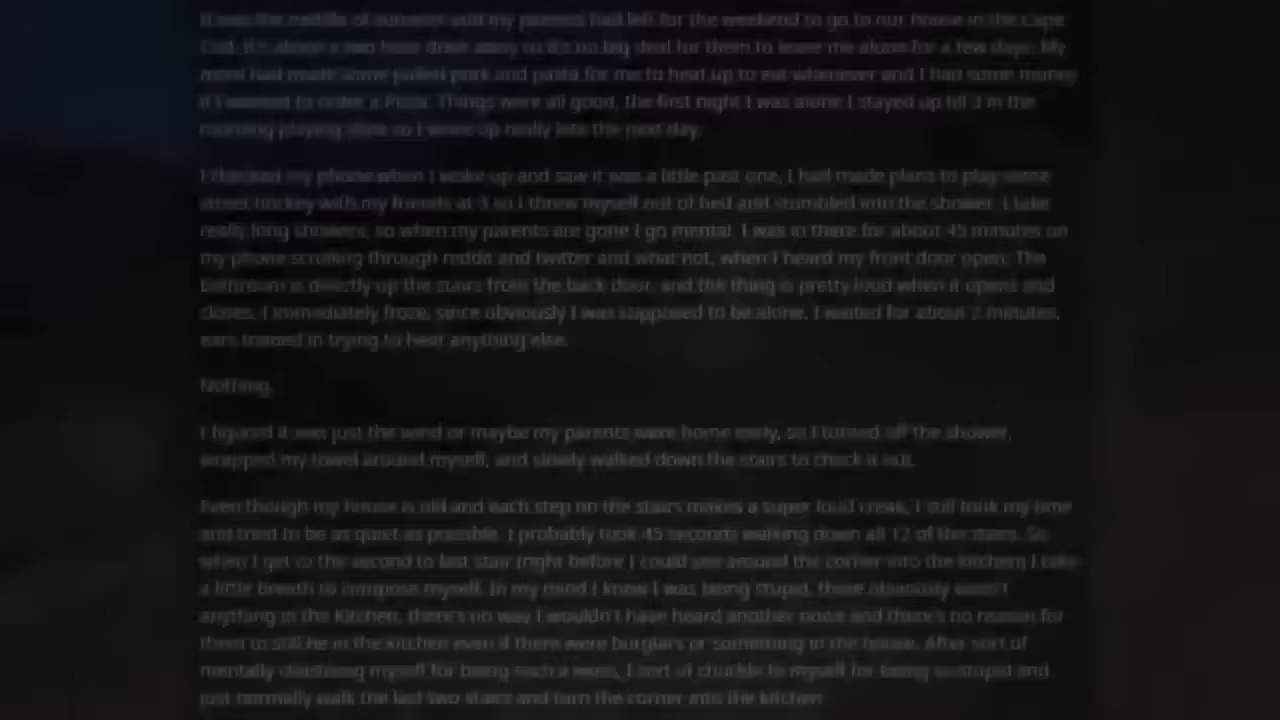 It was the middle of summer and my parents had left for the weekend to go to our house in the Cape
Cod. It's about a two hour drive away so it's no big deal for them to leave me alone for a few days. My
mom had made some pulled pork and pasta for me to heat up to eat whenever and I had some money
if I wanted to order a Pizza. Things were all good, the first night I was alone I stayed up till 3 in the
morning playing xbox so I woke up really late the next day.
I checked my phone when I woke up and saw it was a little past one, I had made plans to play some
street hockey with my friends at 3 so I threw myself out of bed and stumbled into the shower. I take
really long showers, so when my parents are gone I go mental. I was in there for about 45 minutes on
my phone scrolling through reddit and twitter and what not, when I heard my front door open. The
bathroom is directly up the stairs from the back door, and the thing is pretty loud when it opens and
closes. I immediately froze, since obviously I was supposed to be alone. I waited for about 2 minutes,
ears trained in trying to hear anything else.
Nothing.
I figured it was just the wind or maybe my parents were home early, so I turned off the shower,
wrapped my towel around myself, and slowly walked down the stairs to check it out.
Even though my house is old and each step on the stairs makes a super loud creak, I still took my time
and tried to be as quiet as possible. I probably took 45 seconds walking down all 12 of the stairs. So
when I get to the second to last stair (right before I could see around the corner into the kitchen) I take
a little breath to compose myself. In my mind I knew I was being stupid, there obviously wasn't
anything in the Kitchen, there's no way I wouldn't have heard another noise and there's no reason for
them to still be in the kitchen even if there were burglars or something in the house. After sort of
mentally chastising myself for being such a wuss, I sort of chuckle to myself for being so stupid and
just normally walk the last two stairs and turn the corner into the kitchen